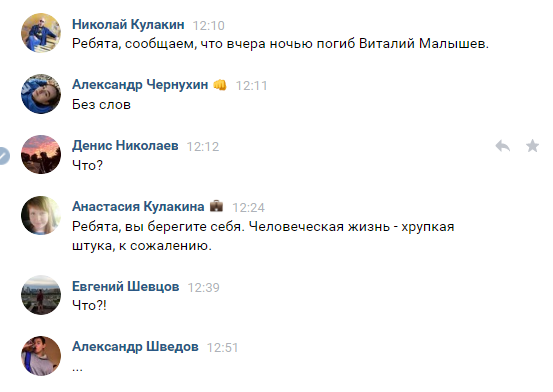 Николай Кулакин 12:10
Ребята, сообщаем, что вчера ночью погиб Виталий Малышев.
Александр Чернухин 12:11
Без слов
Денис Николаев 12:12
Что?
Анастасия Кулакина 12:24
Ребята, вы берегите себя. Человеческая жизнь - хрупкая
штука, к сожалению.
Евгений Шевцов 12:39
Что?!
Александр Шведов 12:51
...